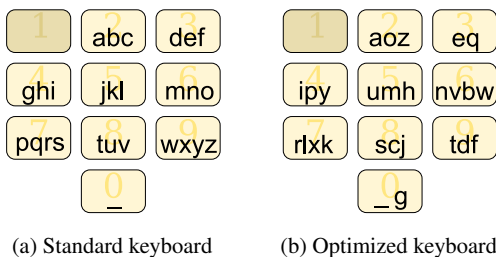 1 2 abc 3 def 1 2 aoz 3 eq
4 ghi 5 jkl 6 mno 4 ipy 5 umh 6 nvbw
7 pqrs 8 tuv 9 wxyz 7 rlxk 8 scj 9 tdf
0 _ 0 _g
(a) Standard keyboard (b) Optimized keyboard